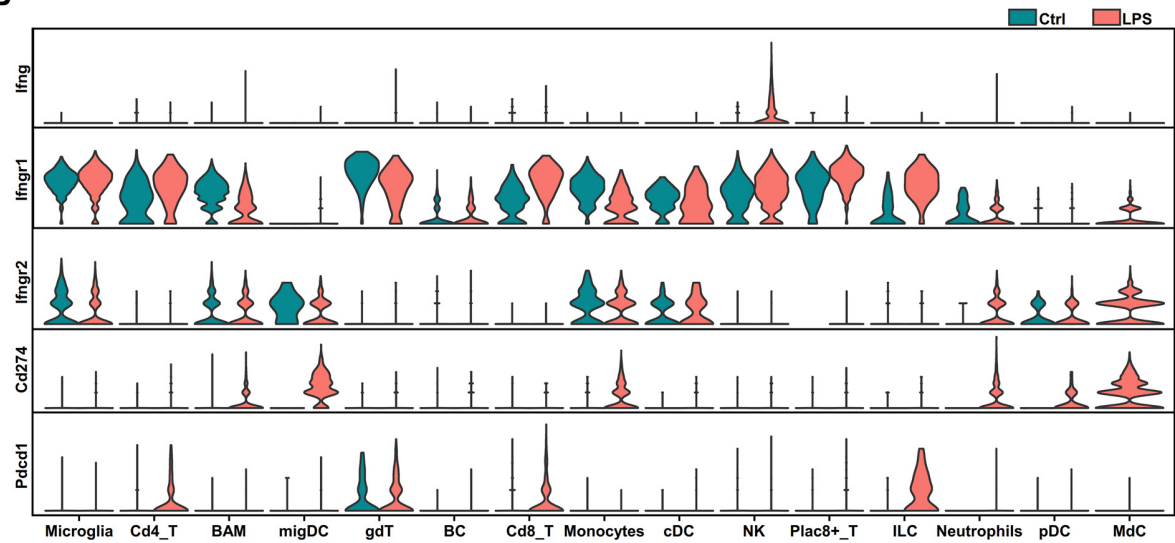 Ctrl LPS
Ifng
Ifngr1
Ifngr2
Cd274
Pdcd1
Microglia Cd4_T BAM migDC gdT BC Cd8_T Monocytes cDC NK Plac8+_T ILC Neutrophils pDC MdC